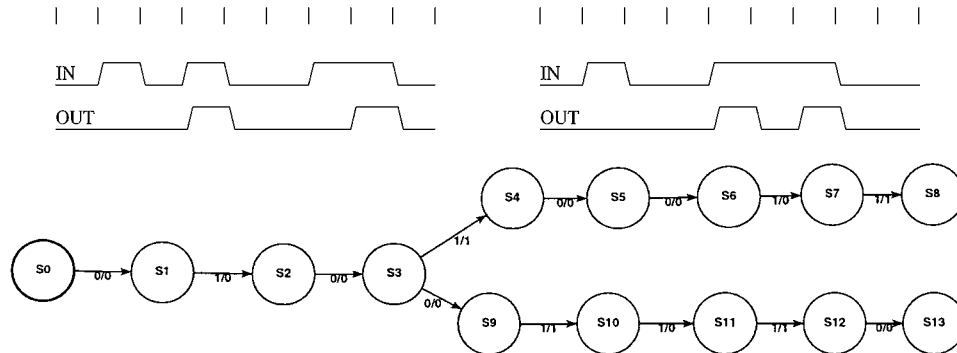 IN IN
OUT OUT
S4 0/0 S5 0/0 S6 1/0 S7 1/1 S8
1/1
S0 0/0 S1 1/0 S2 0/0 S3
0/0
S9 1/1 S10 1/0 S11 1/1 S12 0/0 S13